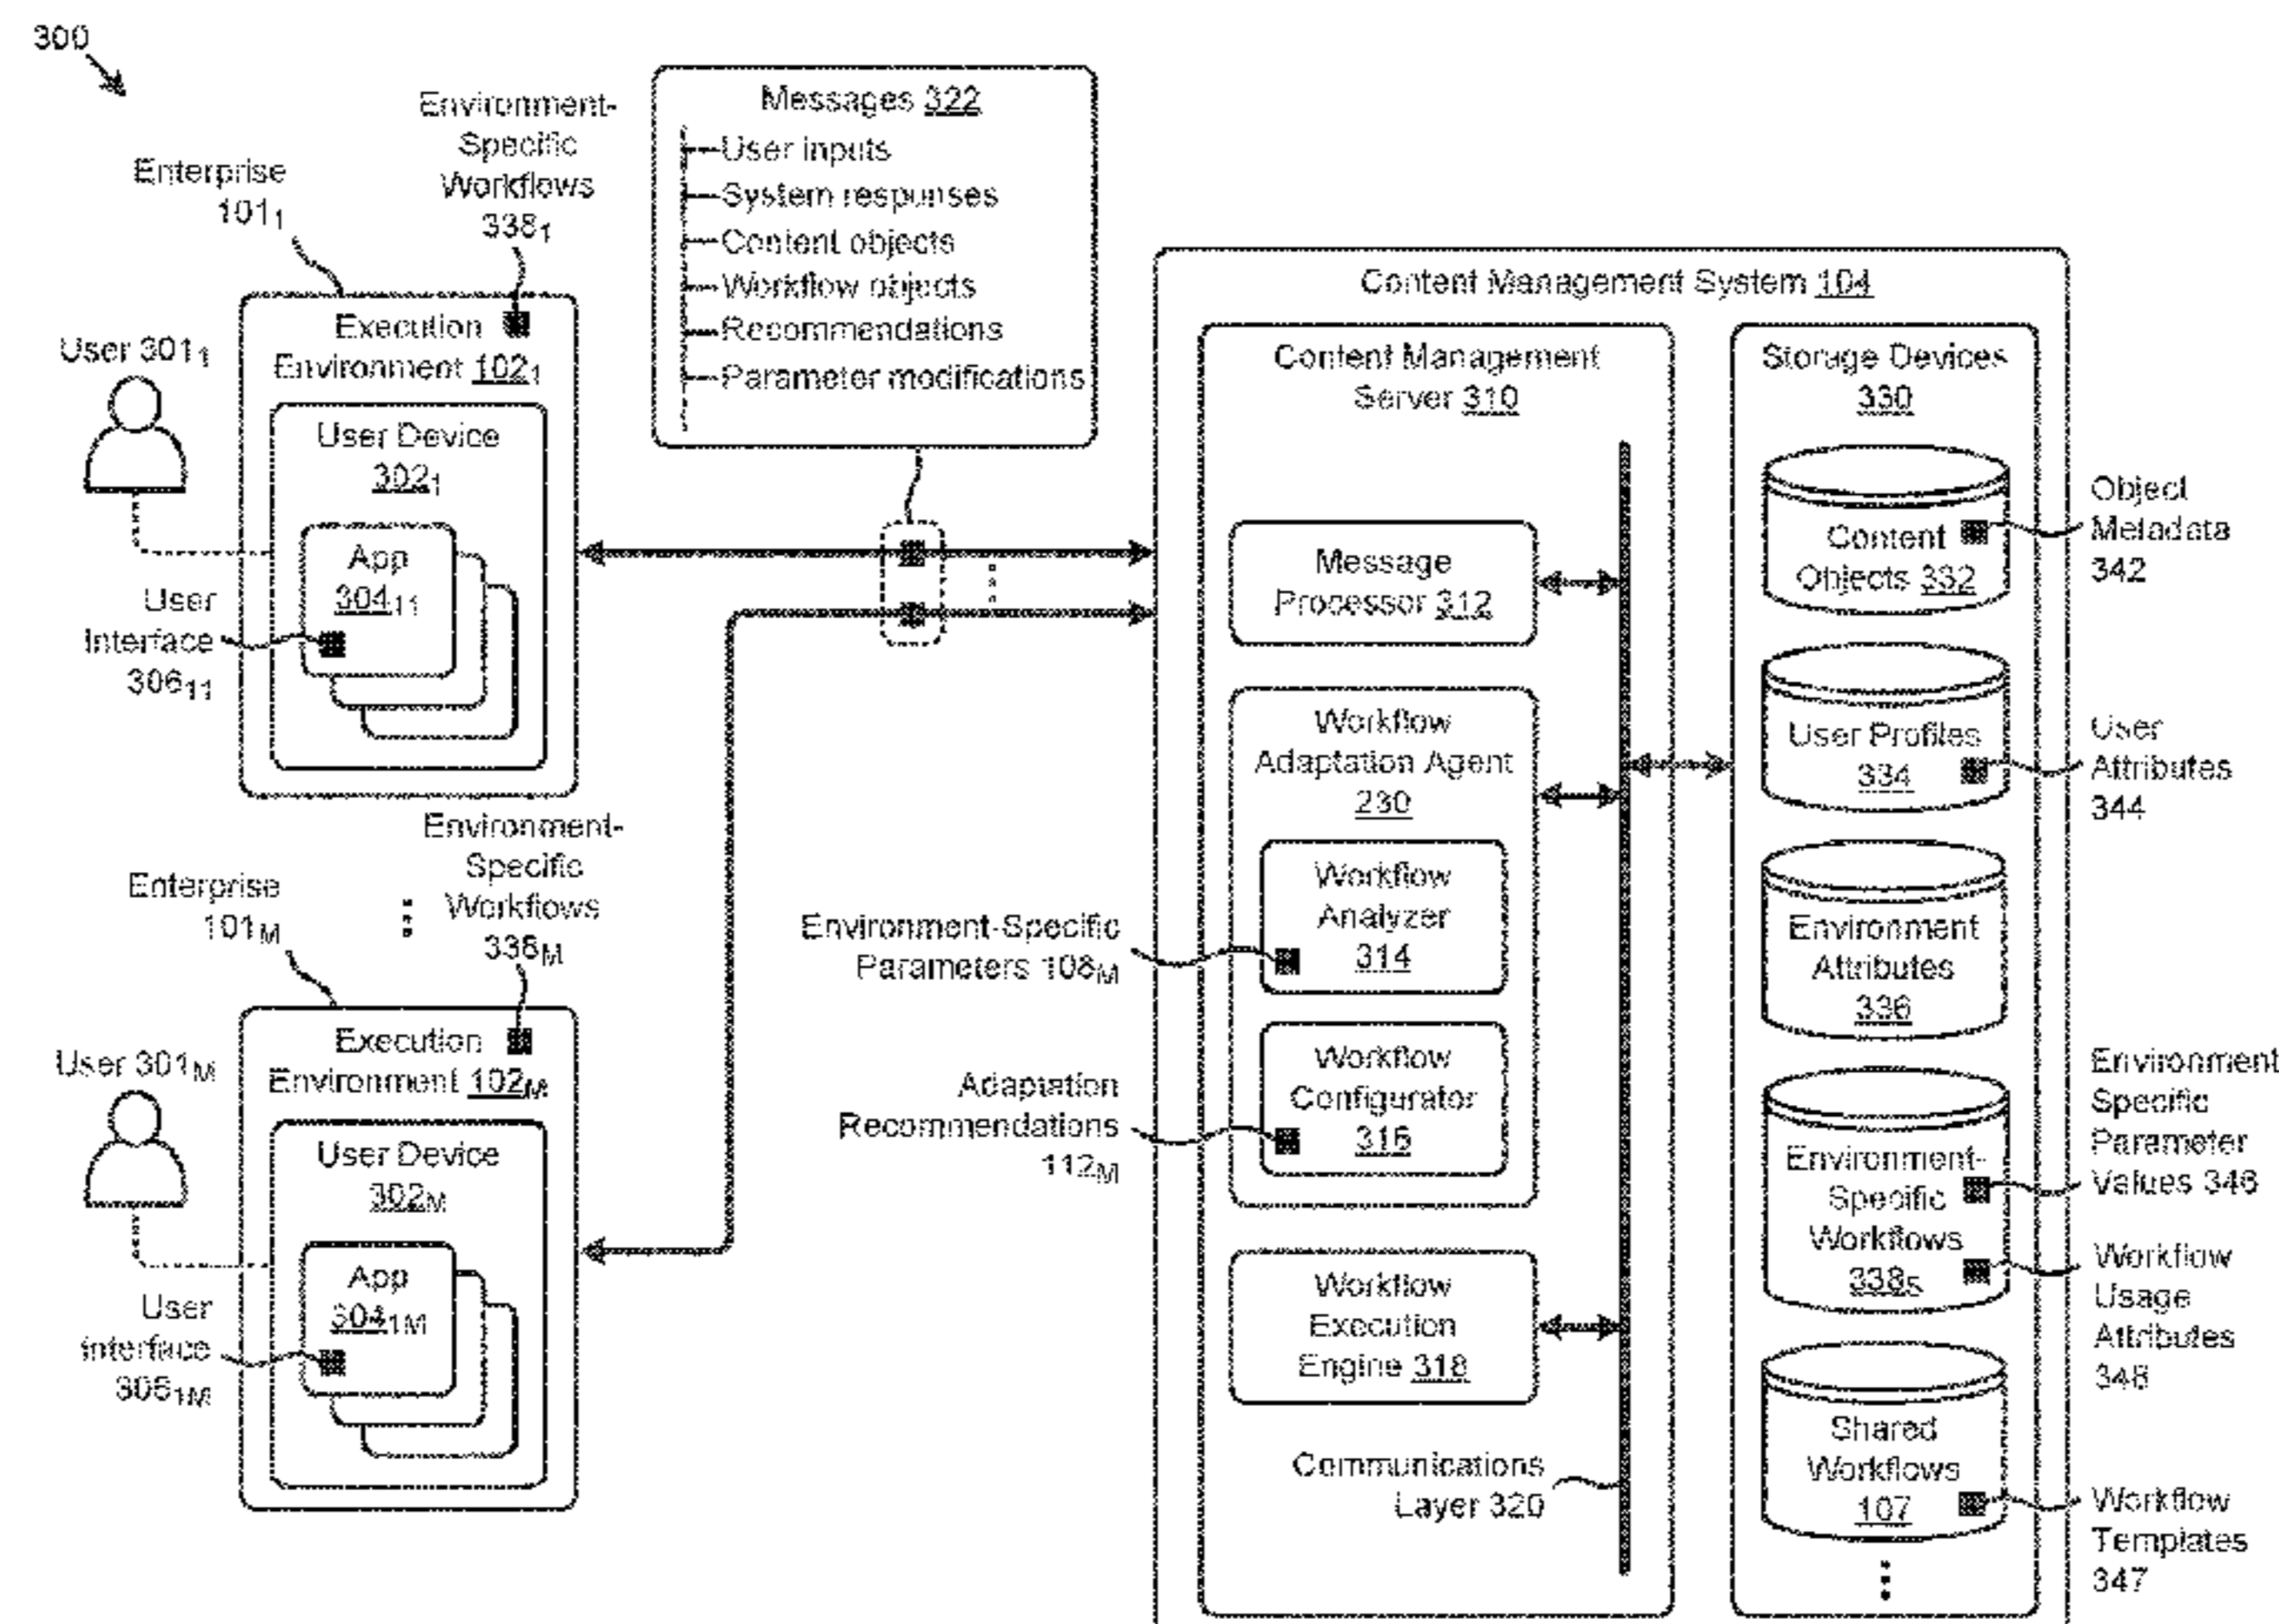 300
Environment-
Specific
Workflows
338₁
Enterprise
101₁
Execution
Environment 102₁
User 301₁
User Device
302₁
App
304₁₁
User
Interface
306₁₁
Messages 322
User inputs
System responses
Content objects
Workflow objects
Recommendations
Parameter modifications
Environment-
Specific
Workflows
338M
Enterprise
101M
Execution
Environment 102M
User 301M
User Device
302M
App
304₁M
User
Interface
306₁M
Content Management System 104
Content Management
Server 310
Message
Processor 312
Workflow
Adaptation Agent
230
Workflow
Analyzer
314
Environment-Specific
Parameters 108M
Workflow
Configurator
316
Adaptation
Recommendations
112M
Workflow
Execution
Engine 318
Communications
Layer 320
Storage Devices
330
Content
Objects 332
Object
Metadata
342
User Profiles
334
User
Attributes
344
Environment
Attributes
336
Environment-
Specific
Workflows
338S
Environment
Specific
Parameter
Values 346
Workflow
Usage
Attributes
348
Shared
Workflows
107
Workflow
Templates
347